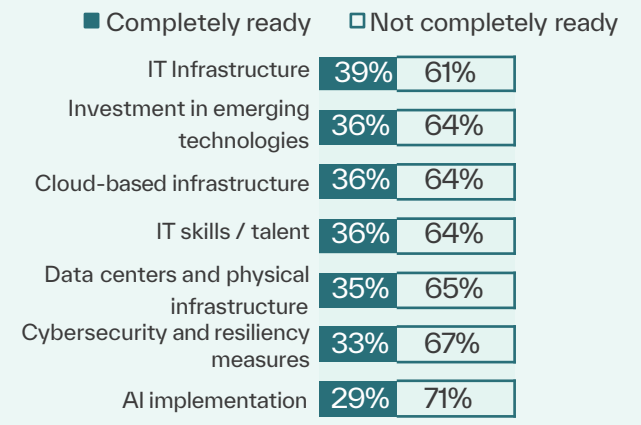 Completely ready Not completely ready
IT Infrastructure 39% 61%
Investment in emerging
technologies 36% 64%
Cloud-based infrastructure 36% 64%
IT skills / talent 36% 64%
Data centers and physical
infrastructure 35% 65%
Cybersecurity and resiliency
measures 33% 67%
AI implementation 29% 71%